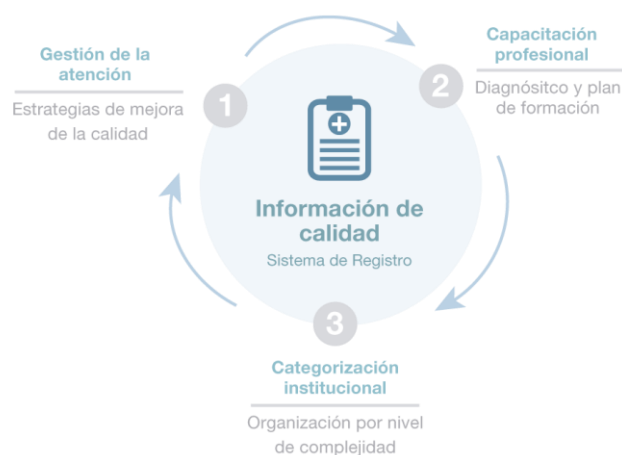 1
Gestión de la
atención
Estrategias de mejora
de la calidad
2
Capacitación
profesional
Diagnósitco y plan
de formación
Información de
calidad
Sistema de Registro
3
Categorización
institucional
Organización por nivel
de complejidad